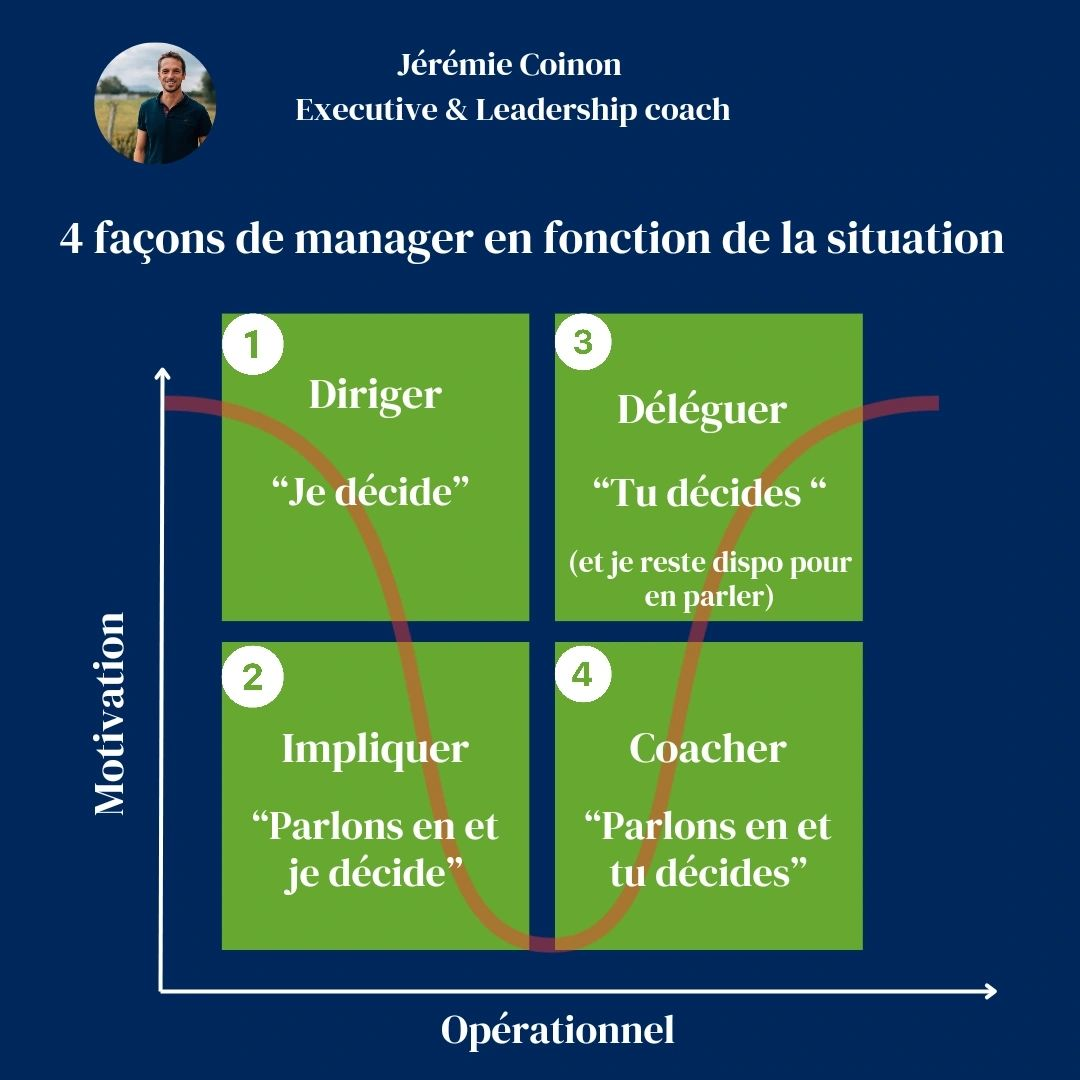 Jérémie Coinon
Executive & Leadership coach
4 façons de manager en fonction de la situation
1
Diriger
“Je décide”
3
Déléguer
“Tu décides “
(et je reste dispo pour
en parler)
2
Impliquer
“Parlons en et
je décide”
4
Coacher
“Parlons en et
tu décides”
Motivation
Opérationnel